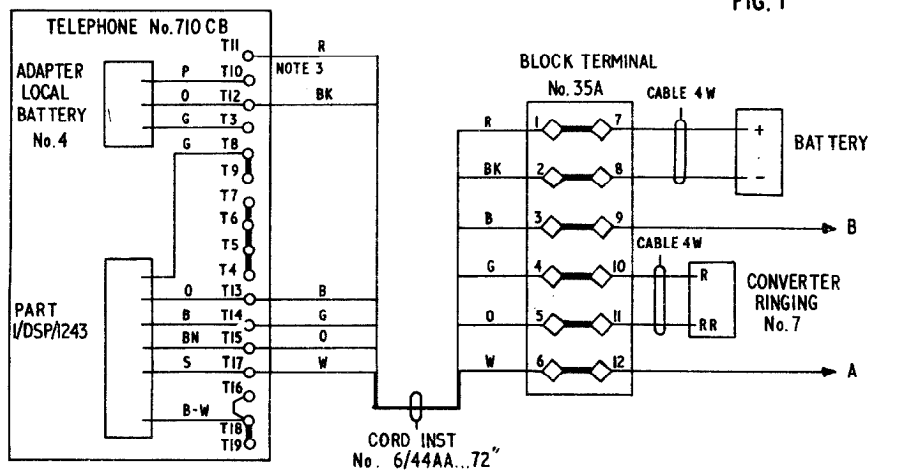 FIG. 1
TELEPHONE No. 710 CB
T11
R
ADAPTER
LOCAL
BATTERY
No. 4
P
T10
NOTE 3
O
T12
BK
G
T3
G
T8
T9
T7
T6
T5
T4
PART
1/DSP/1243
O
T13
B
B
T14
G
BN
T15
O
S
T17
W
T16
B-W
T18
T19
CORD INST
No. 6/44AA...72"
BLOCK TERMINAL
No. 35A
CABLE 4W
R
1
7
+
BATTERY
BK
2
8
-
B
3
9
B
CABLE 4W
G
4
10
R
CONVERTER
RINGING
No. 7
O
5
11
RR
W
6
12
A